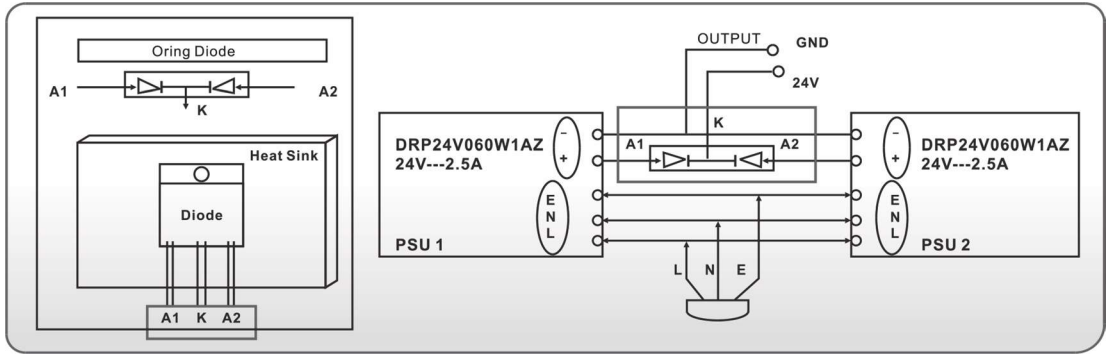 Oring Diode
A1
A2
K
Heat Sink
Diode
A1 K A2
OUTPUT
GND
24V
DRP24V060W1AZ
24V---2.5A
−
+
E
N
L
PSU 1
K
A1
A2
L N E
−
+
E
N
L
DRP24V060W1AZ
24V---2.5A
PSU 2